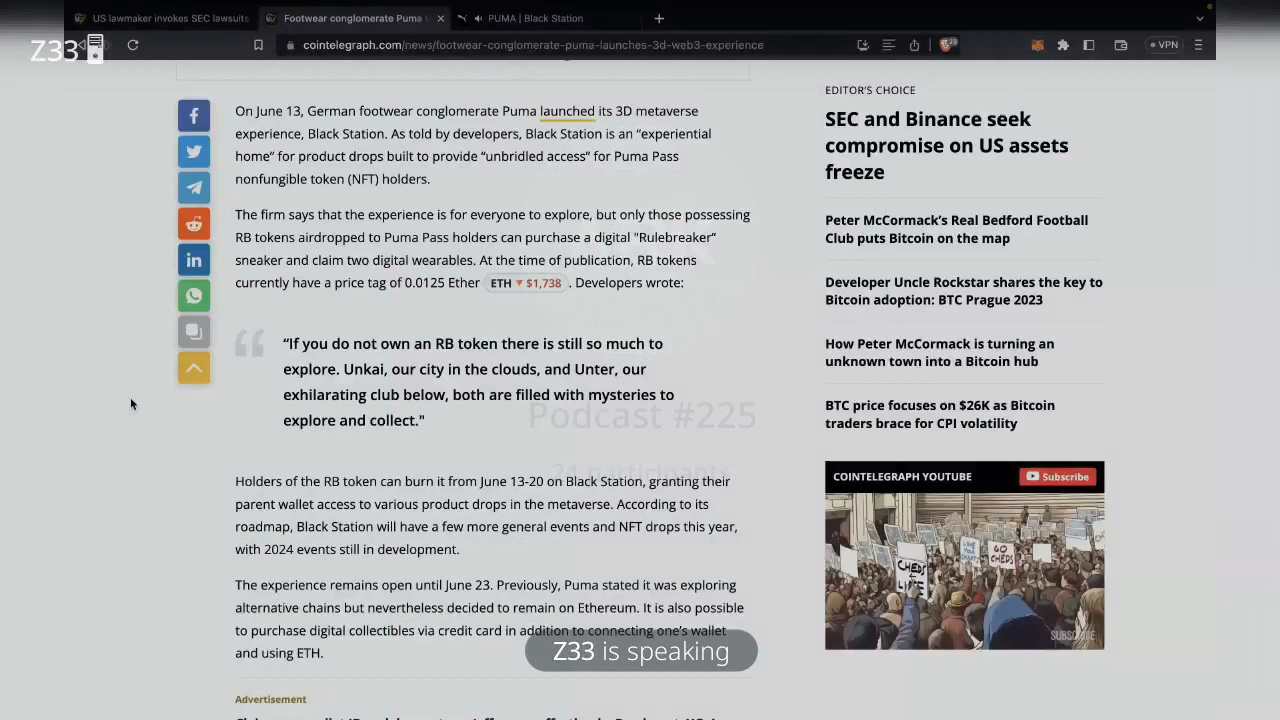 US lawmaker invokes SEC lawsuits
Footwear conglomerate Puma
PUMA | Black Station
cointelegraph.com/news/footwear-conglomerate-puma-launches-3d-web3-experience
VPN
Z33
On June 13, German footwear conglomerate Puma launched its 3D metaverse
experience, Black Station. As told by developers, Black Station is an “experiential
home” for product drops built to provide “unbridled access” for Puma Pass
nonfungible token (NFT) holders.
The firm says that the experience is for everyone to explore, but only those possessing
RB tokens airdropped to Puma Pass holders can purchase a digital "Rulebreaker”
sneaker and claim two digital wearables. At the time of publication, RB tokens
currently have a price tag of 0.0125 Ether ETH ▼ $1,738 . Developers wrote:
“If you do not own an RB token there is still so much to
explore. Unkai, our city in the clouds, and Unter, our
exhilarating club below, both are filled with mysteries to
explore and collect."
Podcast #225
24 participants
Holders of the RB token can burn it from June 13-20 on Black Station, granting their
parent wallet access to various product drops in the metaverse. According to its
roadmap, Black Station will have a few more general events and NFT drops this year,
with 2024 events still in development.
The experience remains open until June 23. Previously, Puma stated it was exploring
alternative chains but nevertheless decided to remain on Ethereum. It is also possible
to purchase digital collectibles via credit card in addition to connecting one’s wallet
and using ETH.
Z33 is speaking
Advertisement
EDITOR’S CHOICE
SEC and Binance seek
compromise on US assets
freeze
Peter McCormack’s Real Bedford Football
Club puts Bitcoin on the map
Developer Uncle Rockstar shares the key to
Bitcoin adoption: BTC Prague 2023
How Peter McCormack is turning an
unknown town into a Bitcoin hub
BTC price focuses on $26K as Bitcoin
traders brace for CPI volatility
COINTELEGRAPH YOUTUBE
Subscribe
GO
CHEDS
CHEDS
SUBSCRIBE